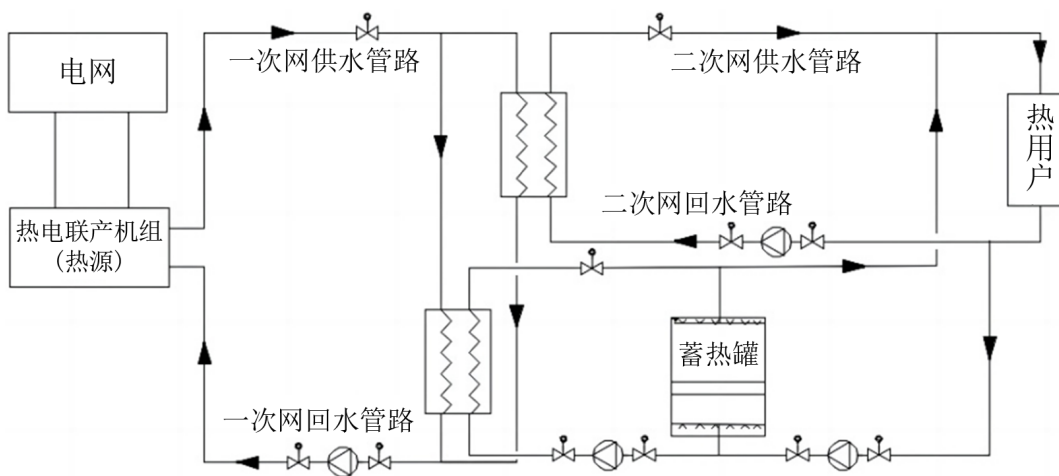 电网
一次网供水管路
二次网供水管路
热用户
二次网回水管路
热电联产机组
(热源)
蓄热罐
一次网回水管路